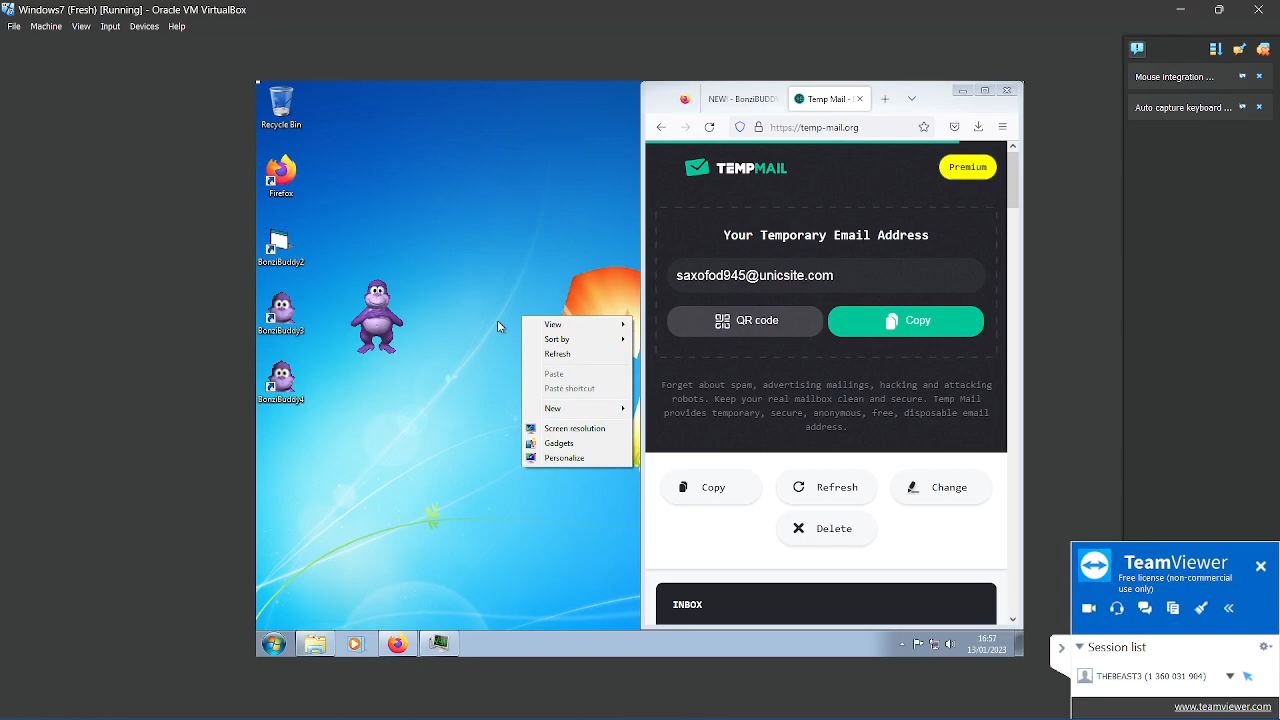 Windows7 (Fresh) [Running] - Oracle VM VirtualBox
File Machine View Input Devices Help
Mouse integration ...
Auto capture keyboard ...
Recycle Bin
Firefox
BonziBuddy2
BonziBuddy3
BonziBuddy4
View
Sort by
Refresh
Paste
Paste shortcut
New
Screen resolution
Gadgets
Personalize
NEW! - BonziBUDD
Temp Mail -
https://temp-mail.org
TEMPMAIL
Premium
Your Temporary Email Address
saxofod945@unicsite.com
QR code
Copy
Forget about spam, advertising mailings, hacking and attacking
robots. Keep your real mailbox clean and secure. Temp Mail
provides temporary, secure, anonymous, free, disposable email
address.
Copy
Refresh
Change
Delete
INBOX
16:57
13/01/2023
TeamViewer
Free license (non-commercial
use only)
Session list
THEBEAST3 (1 360 031 904)
www.teamviewer.com